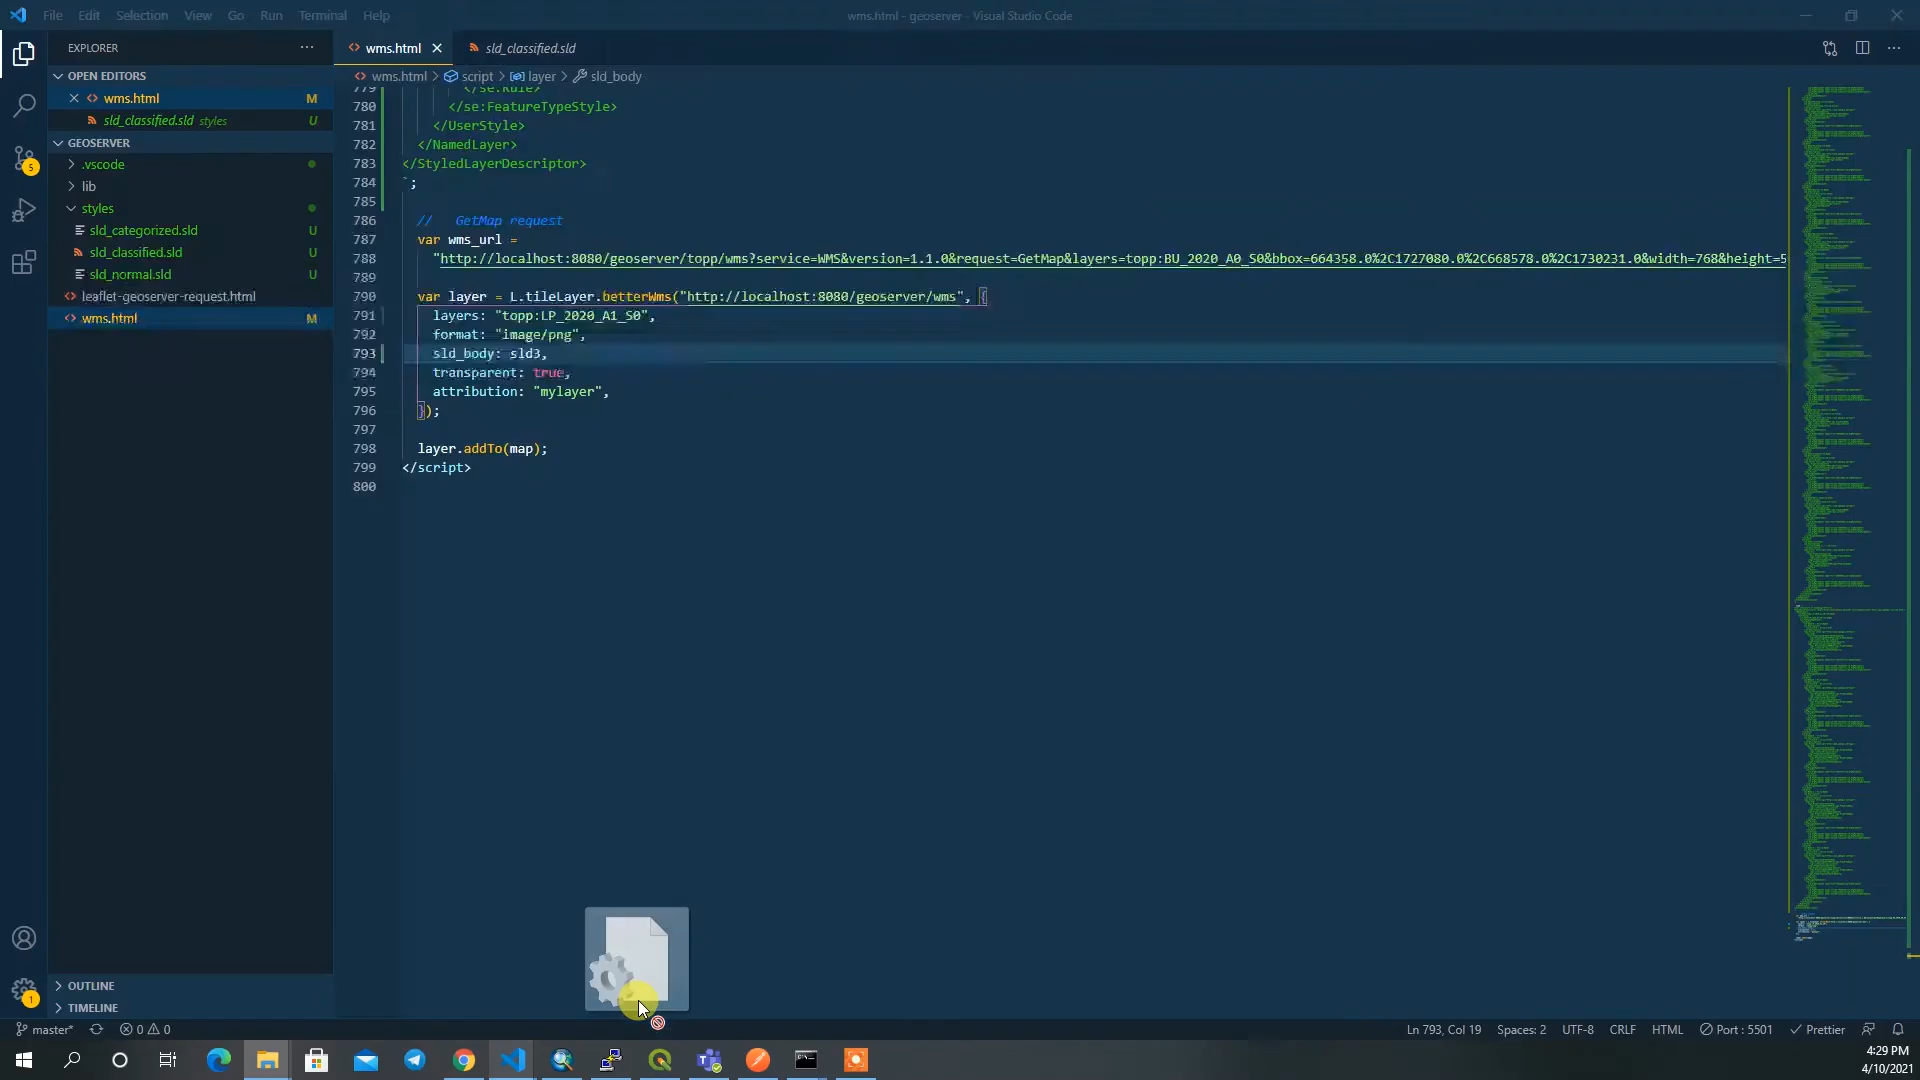 File Edit Selection View Go Run Terminal Help
wms.html - geoserver - Visual Studio Code
EXPLORER
OPEN EDITORS
wms.html M
sld_classified.sld styles U
GEOSERVER
.vscode
lib
styles
sld_categorized.sld U
sld_classified.sld U
sld_normal.sld U
leaflet-geoserver-request.html
wms.html M
OUTLINE
TIMELINE
wms.html
sld_classified.sld
wms.html > script > layer > sld_body
779 </se:Rule>
780 </se:FeatureTypeStyle>
781 </UserStyle>
782 </NamedLayer>
783 </StyledLayerDescriptor>
784 `;
785
786 // GetMap request
787 var wms_url =
788 "http://localhost:8080/geoserver/topp/wms?service=WMS&version=1.1.0&request=GetMap&layers=topp:BU_2020_A0_S0&bbox=664358.0%2C1727080.0%2C668578.0%2C1730231.0&width=768&height=5
789
790 var layer = L.tileLayer.betterWms("http://localhost:8080/geoserver/wms", {
791 layers: "topp:LP_2020_A1_S0",
792 format: "image/png",
793 sld_body: sld3,
794 transparent: true,
795 attribution: "mylayer",
796 });
797
798 layer.addTo(map);
799 </script>
800
master* 0 0
Ln 793, Col 19 Spaces: 2 UTF-8 CRLF HTML Port : 5501 Prettier
5
1
4:29 PM
4/10/2021